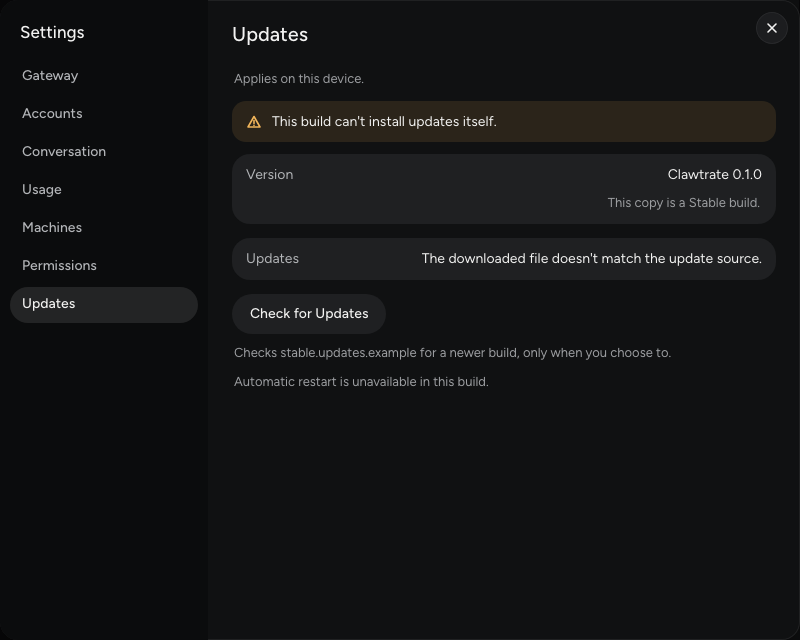 Settings
Gateway
Accounts
Conversation
Usage
Machines
Permissions
Updates
Updates
Applies on this device.
This build can't install updates itself.
Version
Clawtrate 0.1.0
This copy is a Stable build.
Updates
The downloaded file doesn't match the update source.
Check for Updates
Checks stable.updates.example for a newer build, only when you choose to.
Automatic restart is unavailable in this build.